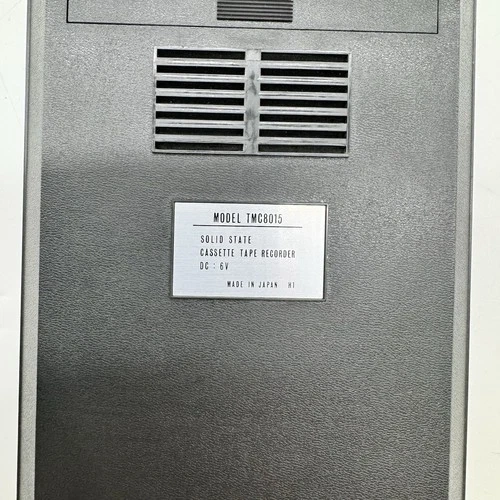 MODEL TMC8015
SOLID STATE
CASSETTE TAPE RECORDER
DC : 6V
MADE IN JAPAN H1